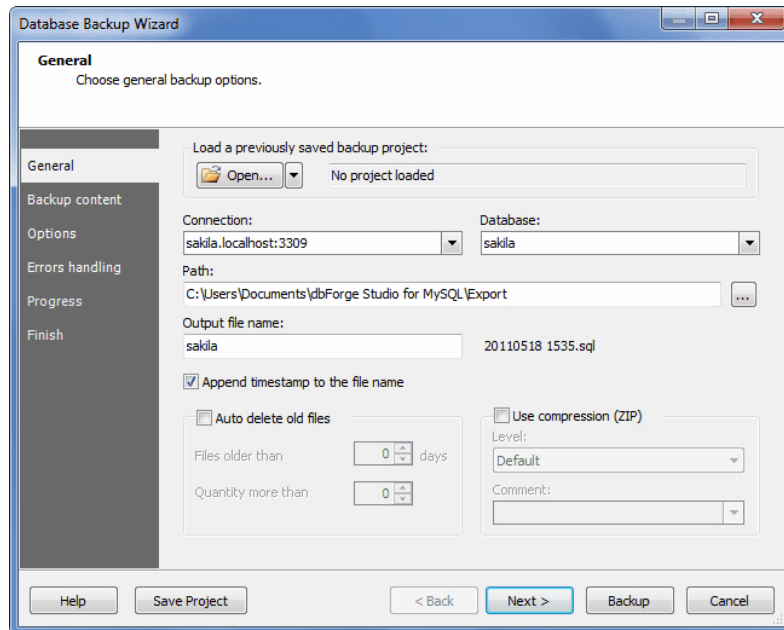 Database Backup Wizard
General
Choose general backup options.
General
Backup content
Options
Errors handling
Progress
Finish
Load a previously saved backup project:
Open... No project loaded
Connection: Database:
sakila.localhost:3309 sakila
Path:
C:\Users\Documents\dbForge Studio for MySQL\Export ...
Output file name:
sakila 20110518 1535.sql
Append timestamp to the file name
Auto delete old files
Files older than 0 days
Quantity more than 0
Use compression (ZIP)
Level:
Default
Comment:
Help Save Project < Back Next > Backup Cancel